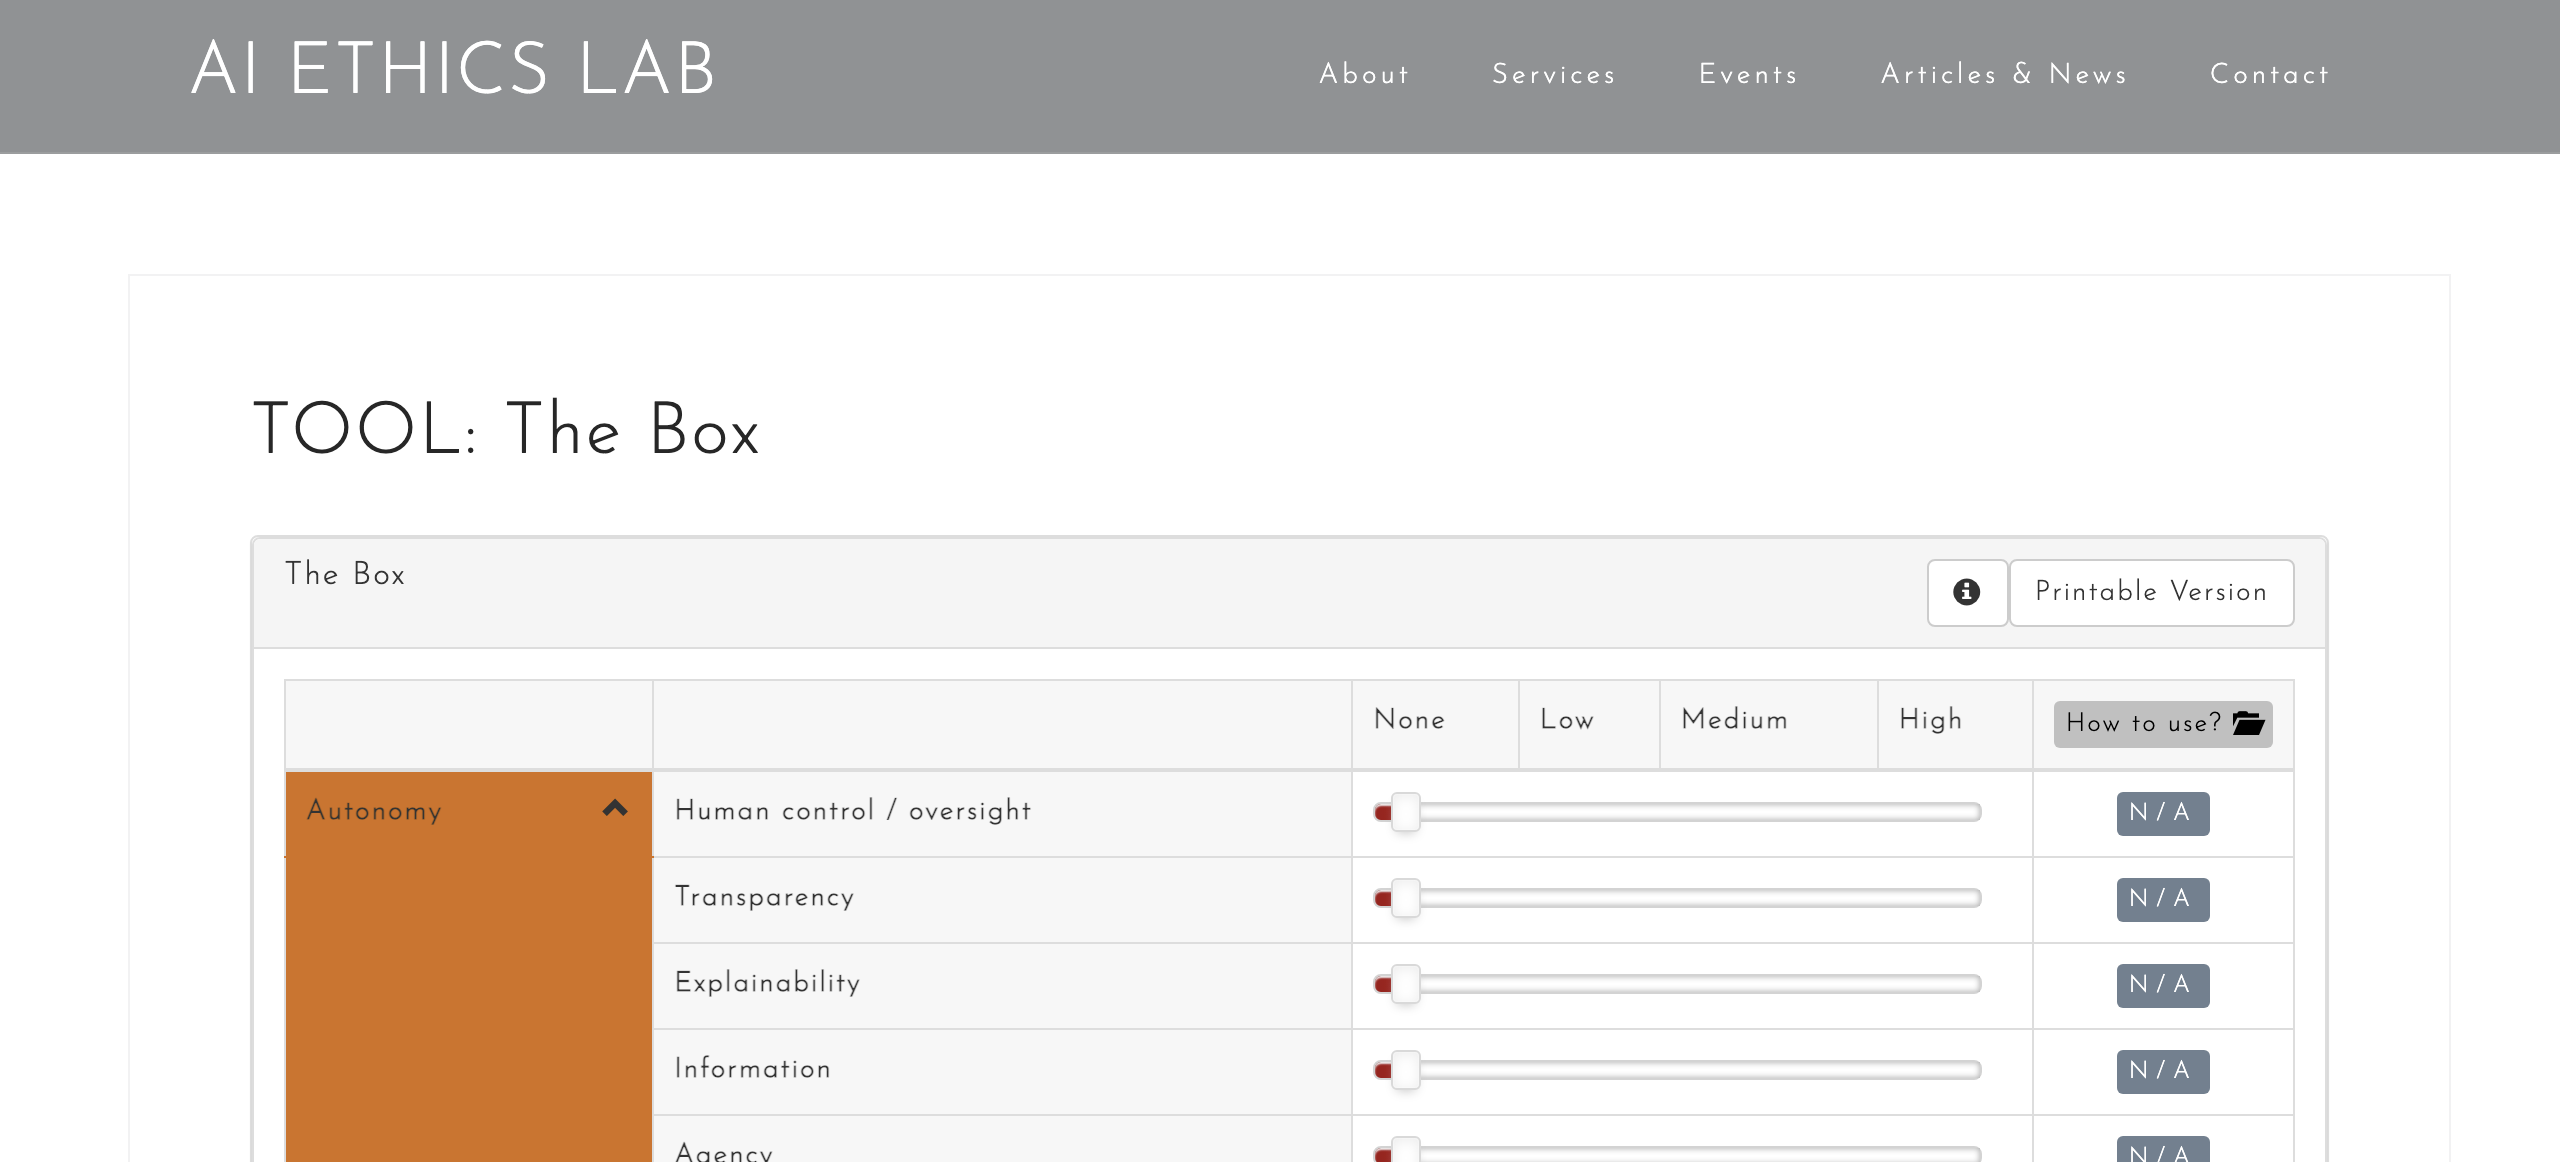 AI ETHICS LAB
About Services Events Articles & News Contact
TOOL: The Box
The Box
Printable Version
None Low Medium High How to use?
Autonomy Human control / oversight N/A
Transparency N/A
Explainability N/A
Information N/A
Agency N/A